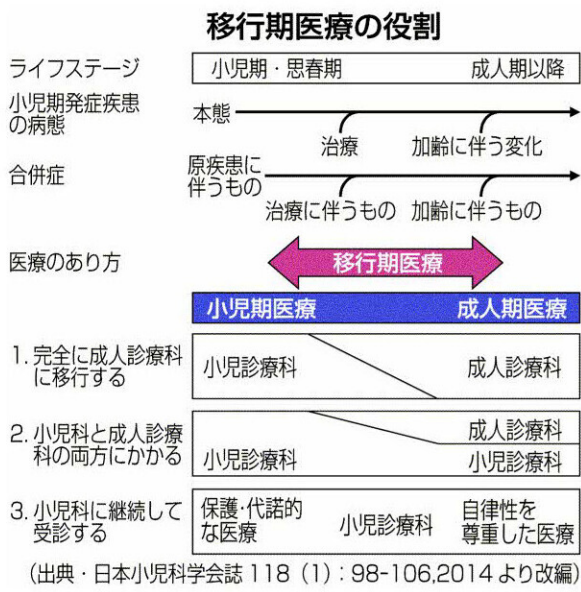 移行期医療の役割
ライフステージ
小児期・思春期 成人期以降
小児期発症疾患
の病態
本態
治療 加齢に伴う変化
合併症
原疾患に
伴うもの
治療に伴うもの 加齢に伴うもの
医療のあり方
移行期医療
小児期医療 成人期医療
1. 完全に成人診療科
に移行する
小児診療科 成人診療科
2. 小児科と成人診療
科の両方にかかる
成人診療科
小児診療科 小児診療科
3. 小児科に継続して
受診する
保護・代諾的
な医療
小児診療科
自律性を
尊重した医療
(出典・日本小児科学会誌118(1):98-106,2014より改編)